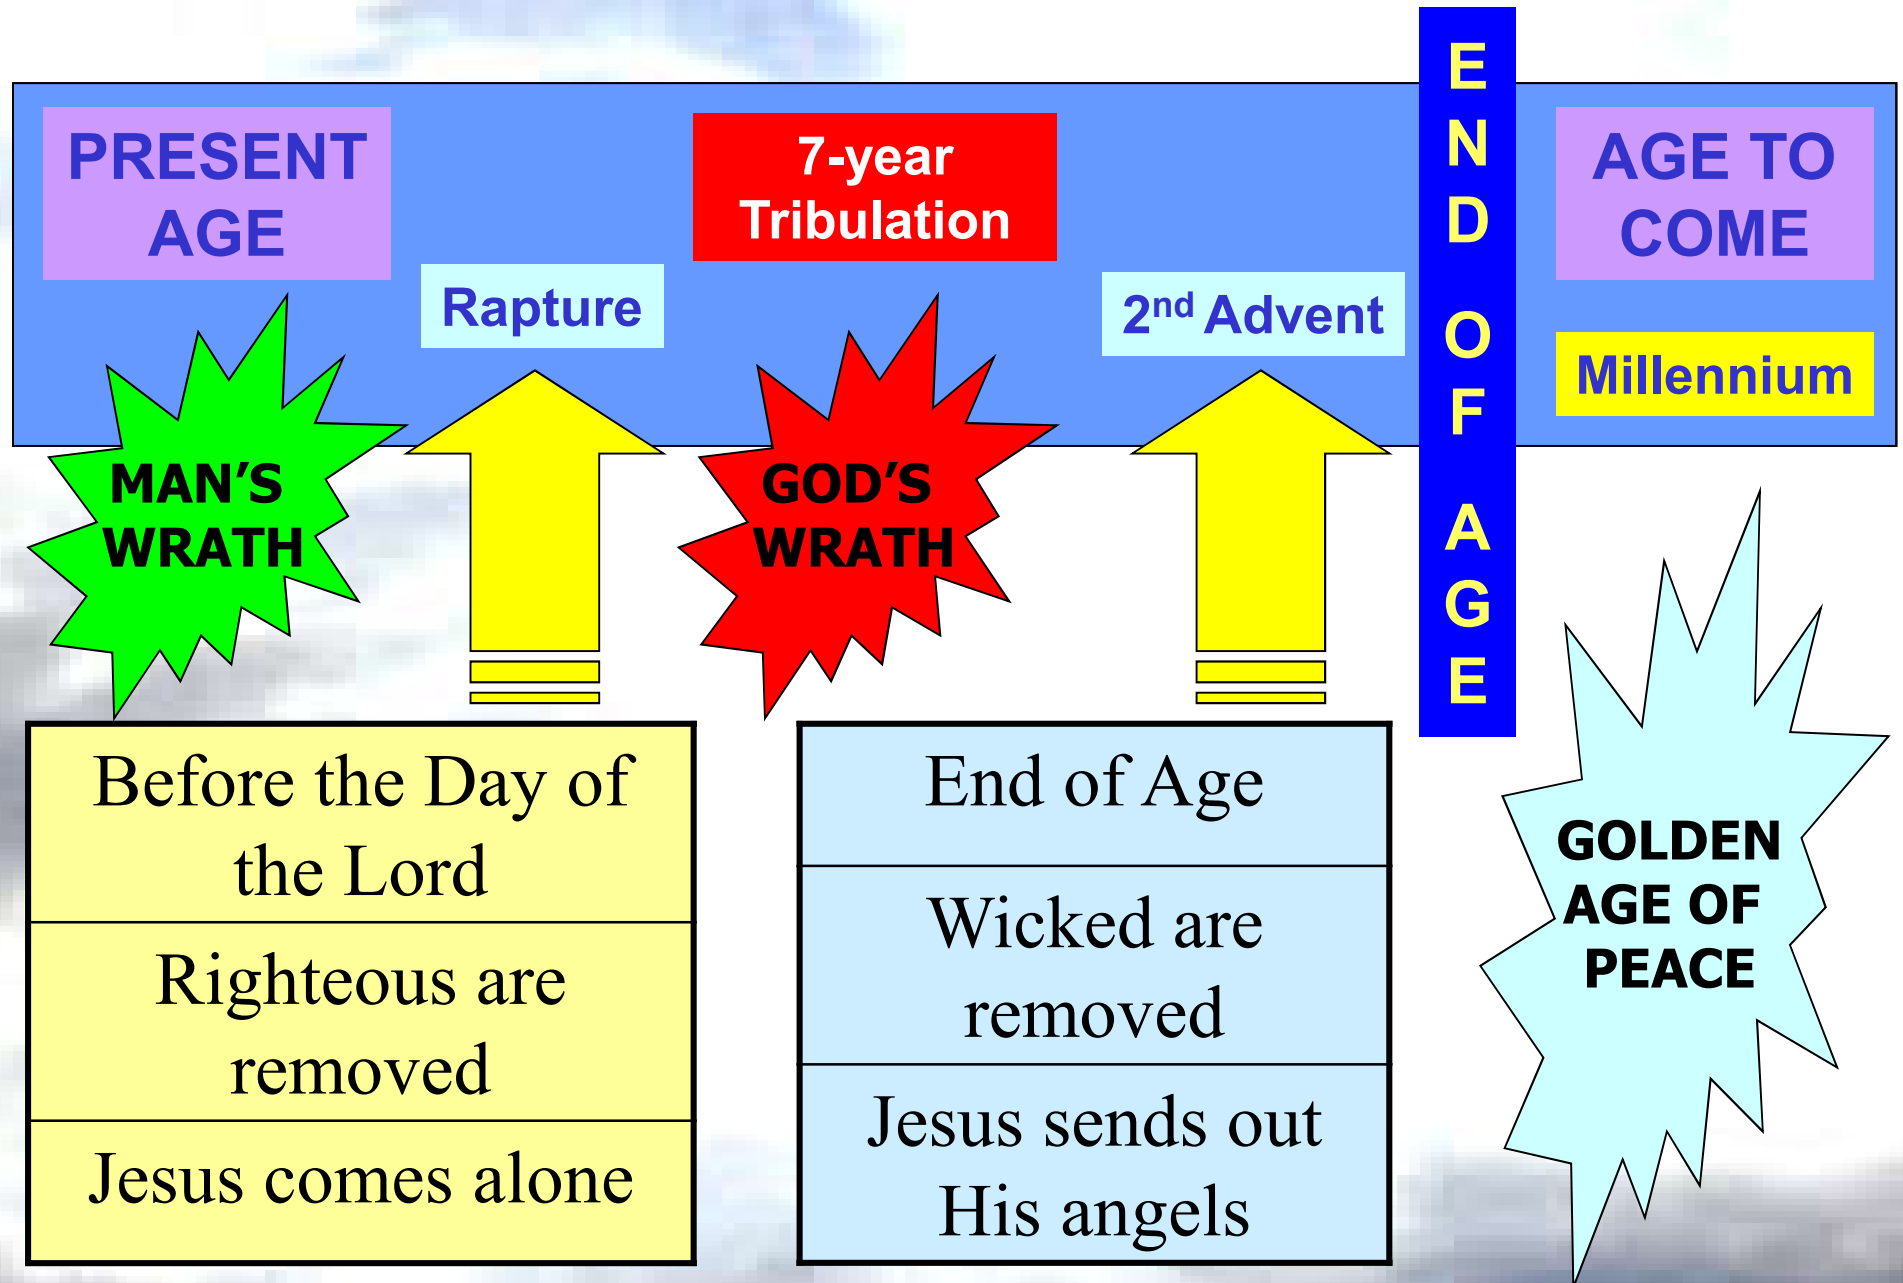 PRESENT
AGE
Rapture
7-year
Tribulation
2nd Advent
E
N
D
O
F
A
G
E
AGE TO
COME
Millennium
MAN’S
WRATH
GOD’S
WRATH
Before the Day of
the Lord
Righteous are
removed
Jesus comes alone
End of Age
Wicked are
removed
Jesus sends out
His angels
GOLDEN
AGE OF
PEACE